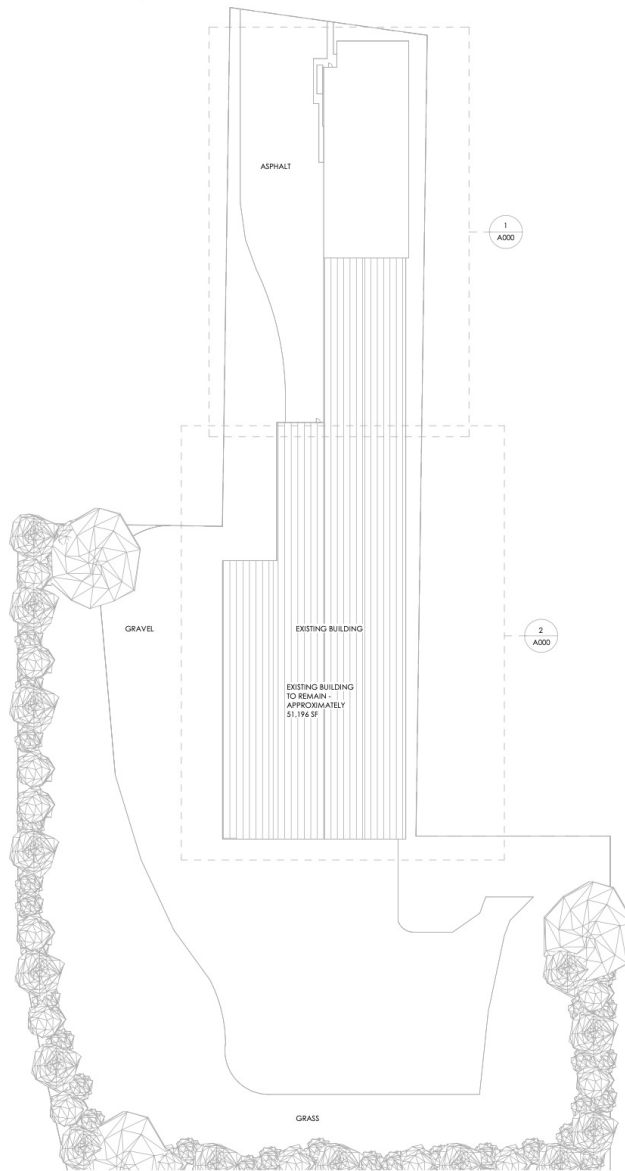 ASPHALT
1
A000
GRAVEL
EXISTING BUILDING
2
A000
EXISTING BUILDING
TO REMAIN -
APPROXIMATELY
51,196 SF
GRASS